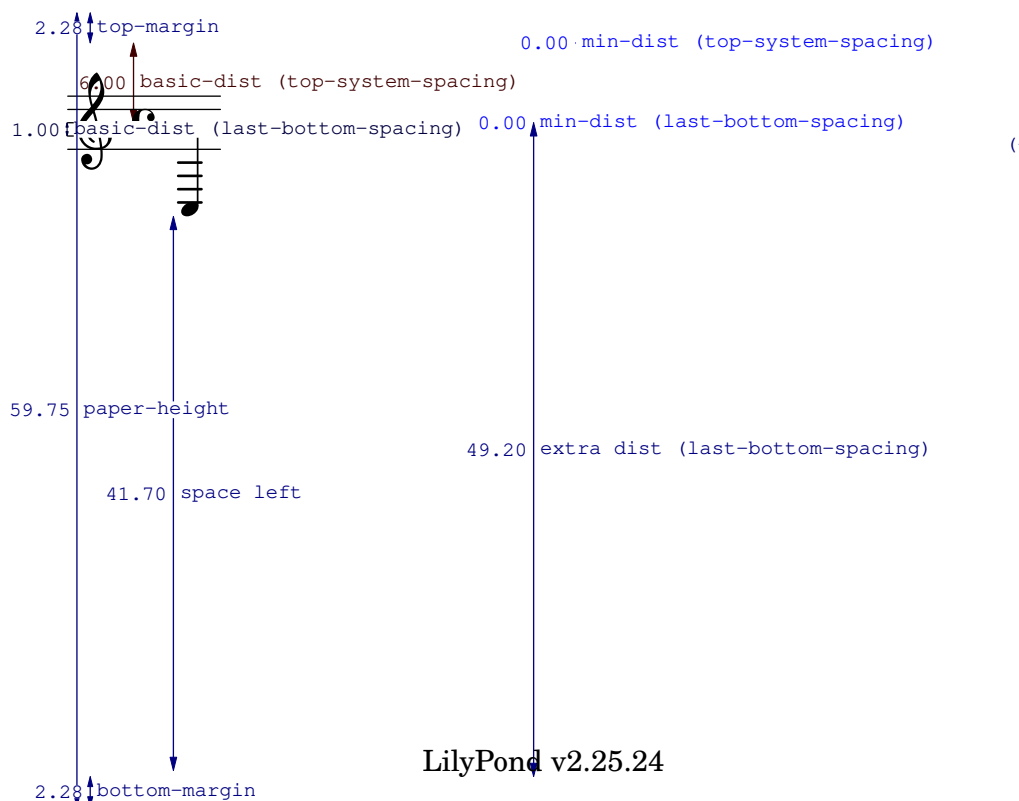 2.28 top-margin
0.00 min-dist (top-system-spacing)
6.00 basic-dist (top-system-spacing)
1.00 basic-dist (last-bottom-spacing)
0.00 min-dist (last-bottom-spacing)
(
59.75 paper-height
49.20 extra dist (last-bottom-spacing)
41.70 space left
LilyPond v2.25.24
2.28 bottom-margin